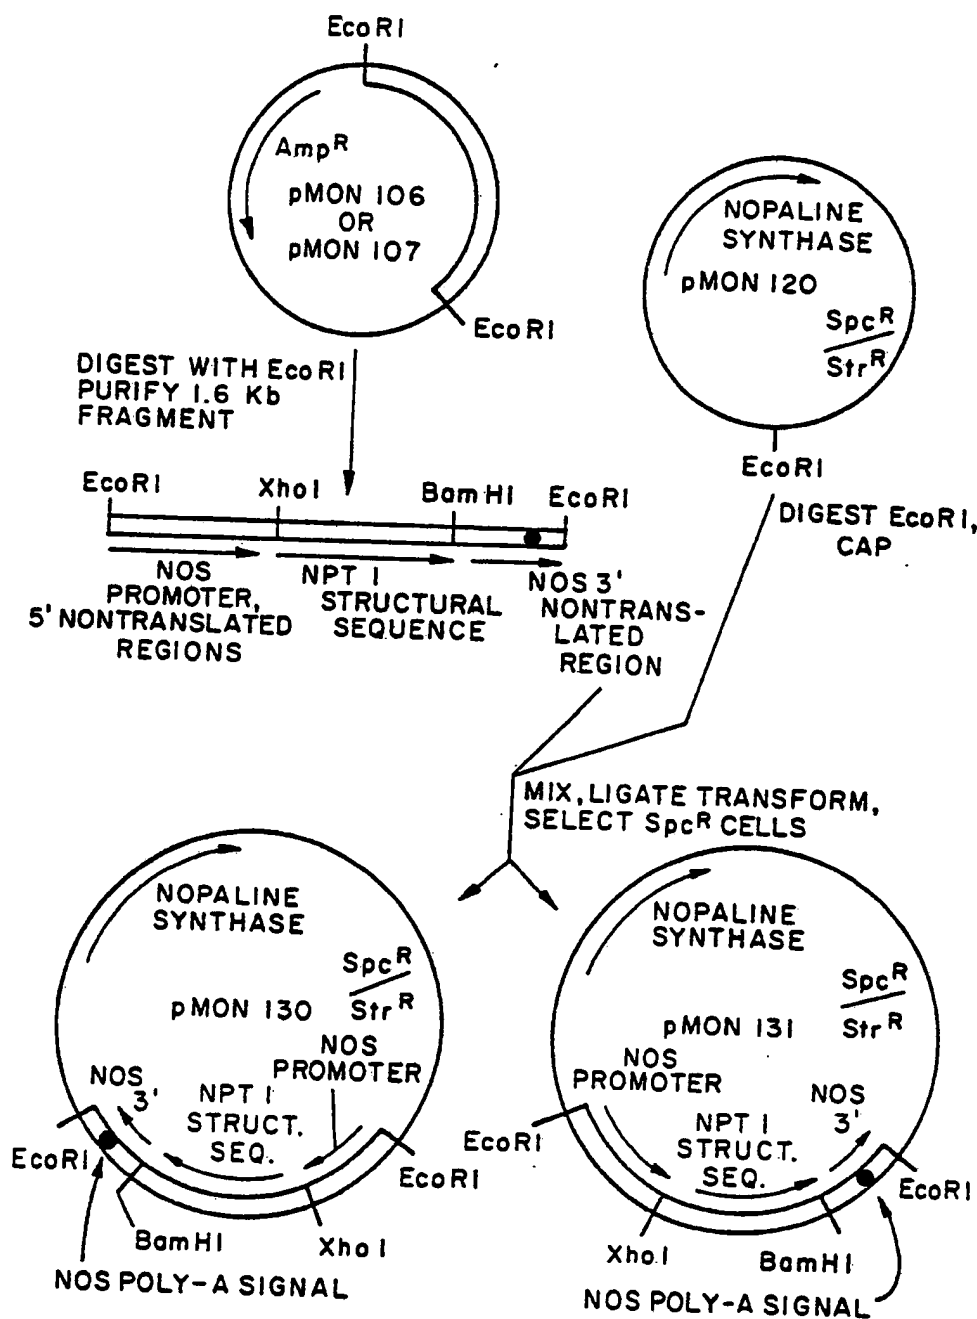 EcoRI
AmpR
pMON 106
OR
pMON 107
EcoRI
NOPALINE
SYNTHASE
pMON 120
SpcR
StrR
EcoRI
DIGEST WITH EcoRI
PURIFY 1.6 Kb
FRAGMENT
DIGEST EcoRI,
CAP
EcoRI
XhoI
BamHI
EcoRI
NOS
PROMOTER,
5' NONTRANSLATED
REGIONS
NPT I
STRUCTURAL
SEQUENCE
NOS 3'
NONTRANS-
LATED
REGION
MIX, LIGATE TRANSFORM,
SELECT SpcR CELLS
NOPALINE
SYNTHASE
SpcR
StrR
pMON 130
NOS
PROMOTER
NOS
3'
NPT I
STRUCT.
SEQ.
EcoRI
EcoRI
BamHI
XhoI
NOS POLY-A SIGNAL
NOPALINE
SYNTHASE
SpcR
StrR
pMON 131
NOS
PROMOTER
NOS
3'
NPT I
STRUCT.
SEQ.
EcoRI
EcoRI
XhoI
BamHI
NOS POLY-A SIGNAL